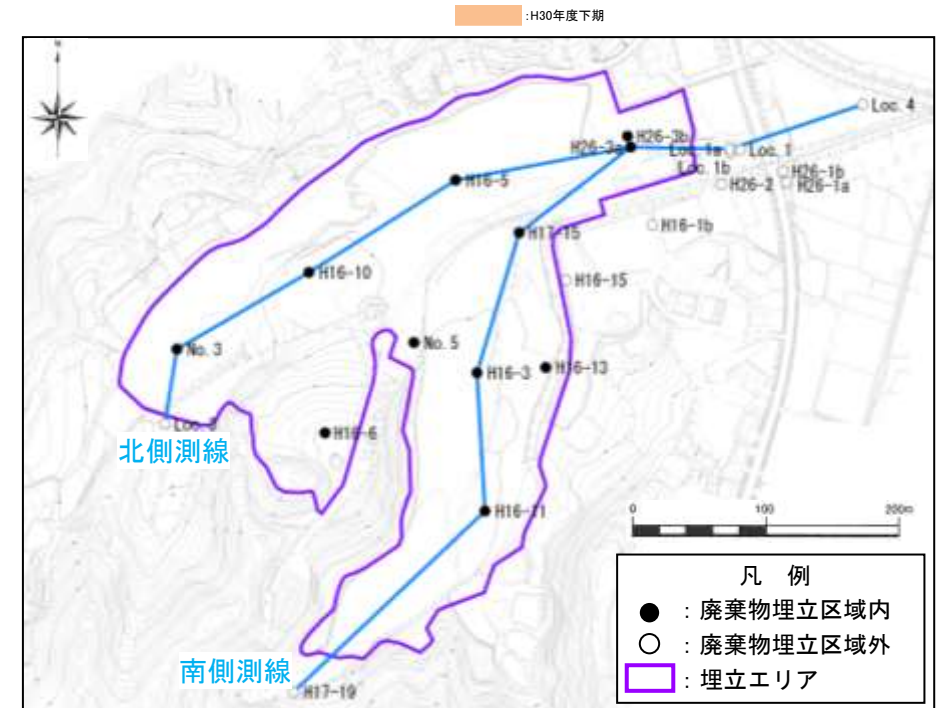 :H30年度下期
Loc. 4
H26-3b
H26-3a
Loc. 1a
Loc. 1
Loc. 1b
H26-1b
H26-2
H26-1a
H16-5
H16-1b
H17-15
H16-10
H16-15
No. 3
No. 5
H16-3
H16-13
H16-6
北側測線
H16-11
0
100
200m
凡 例
: 廃棄物埋立区域内
: 廃棄物埋立区域外
: 埋立エリア
南側測線
H17-19